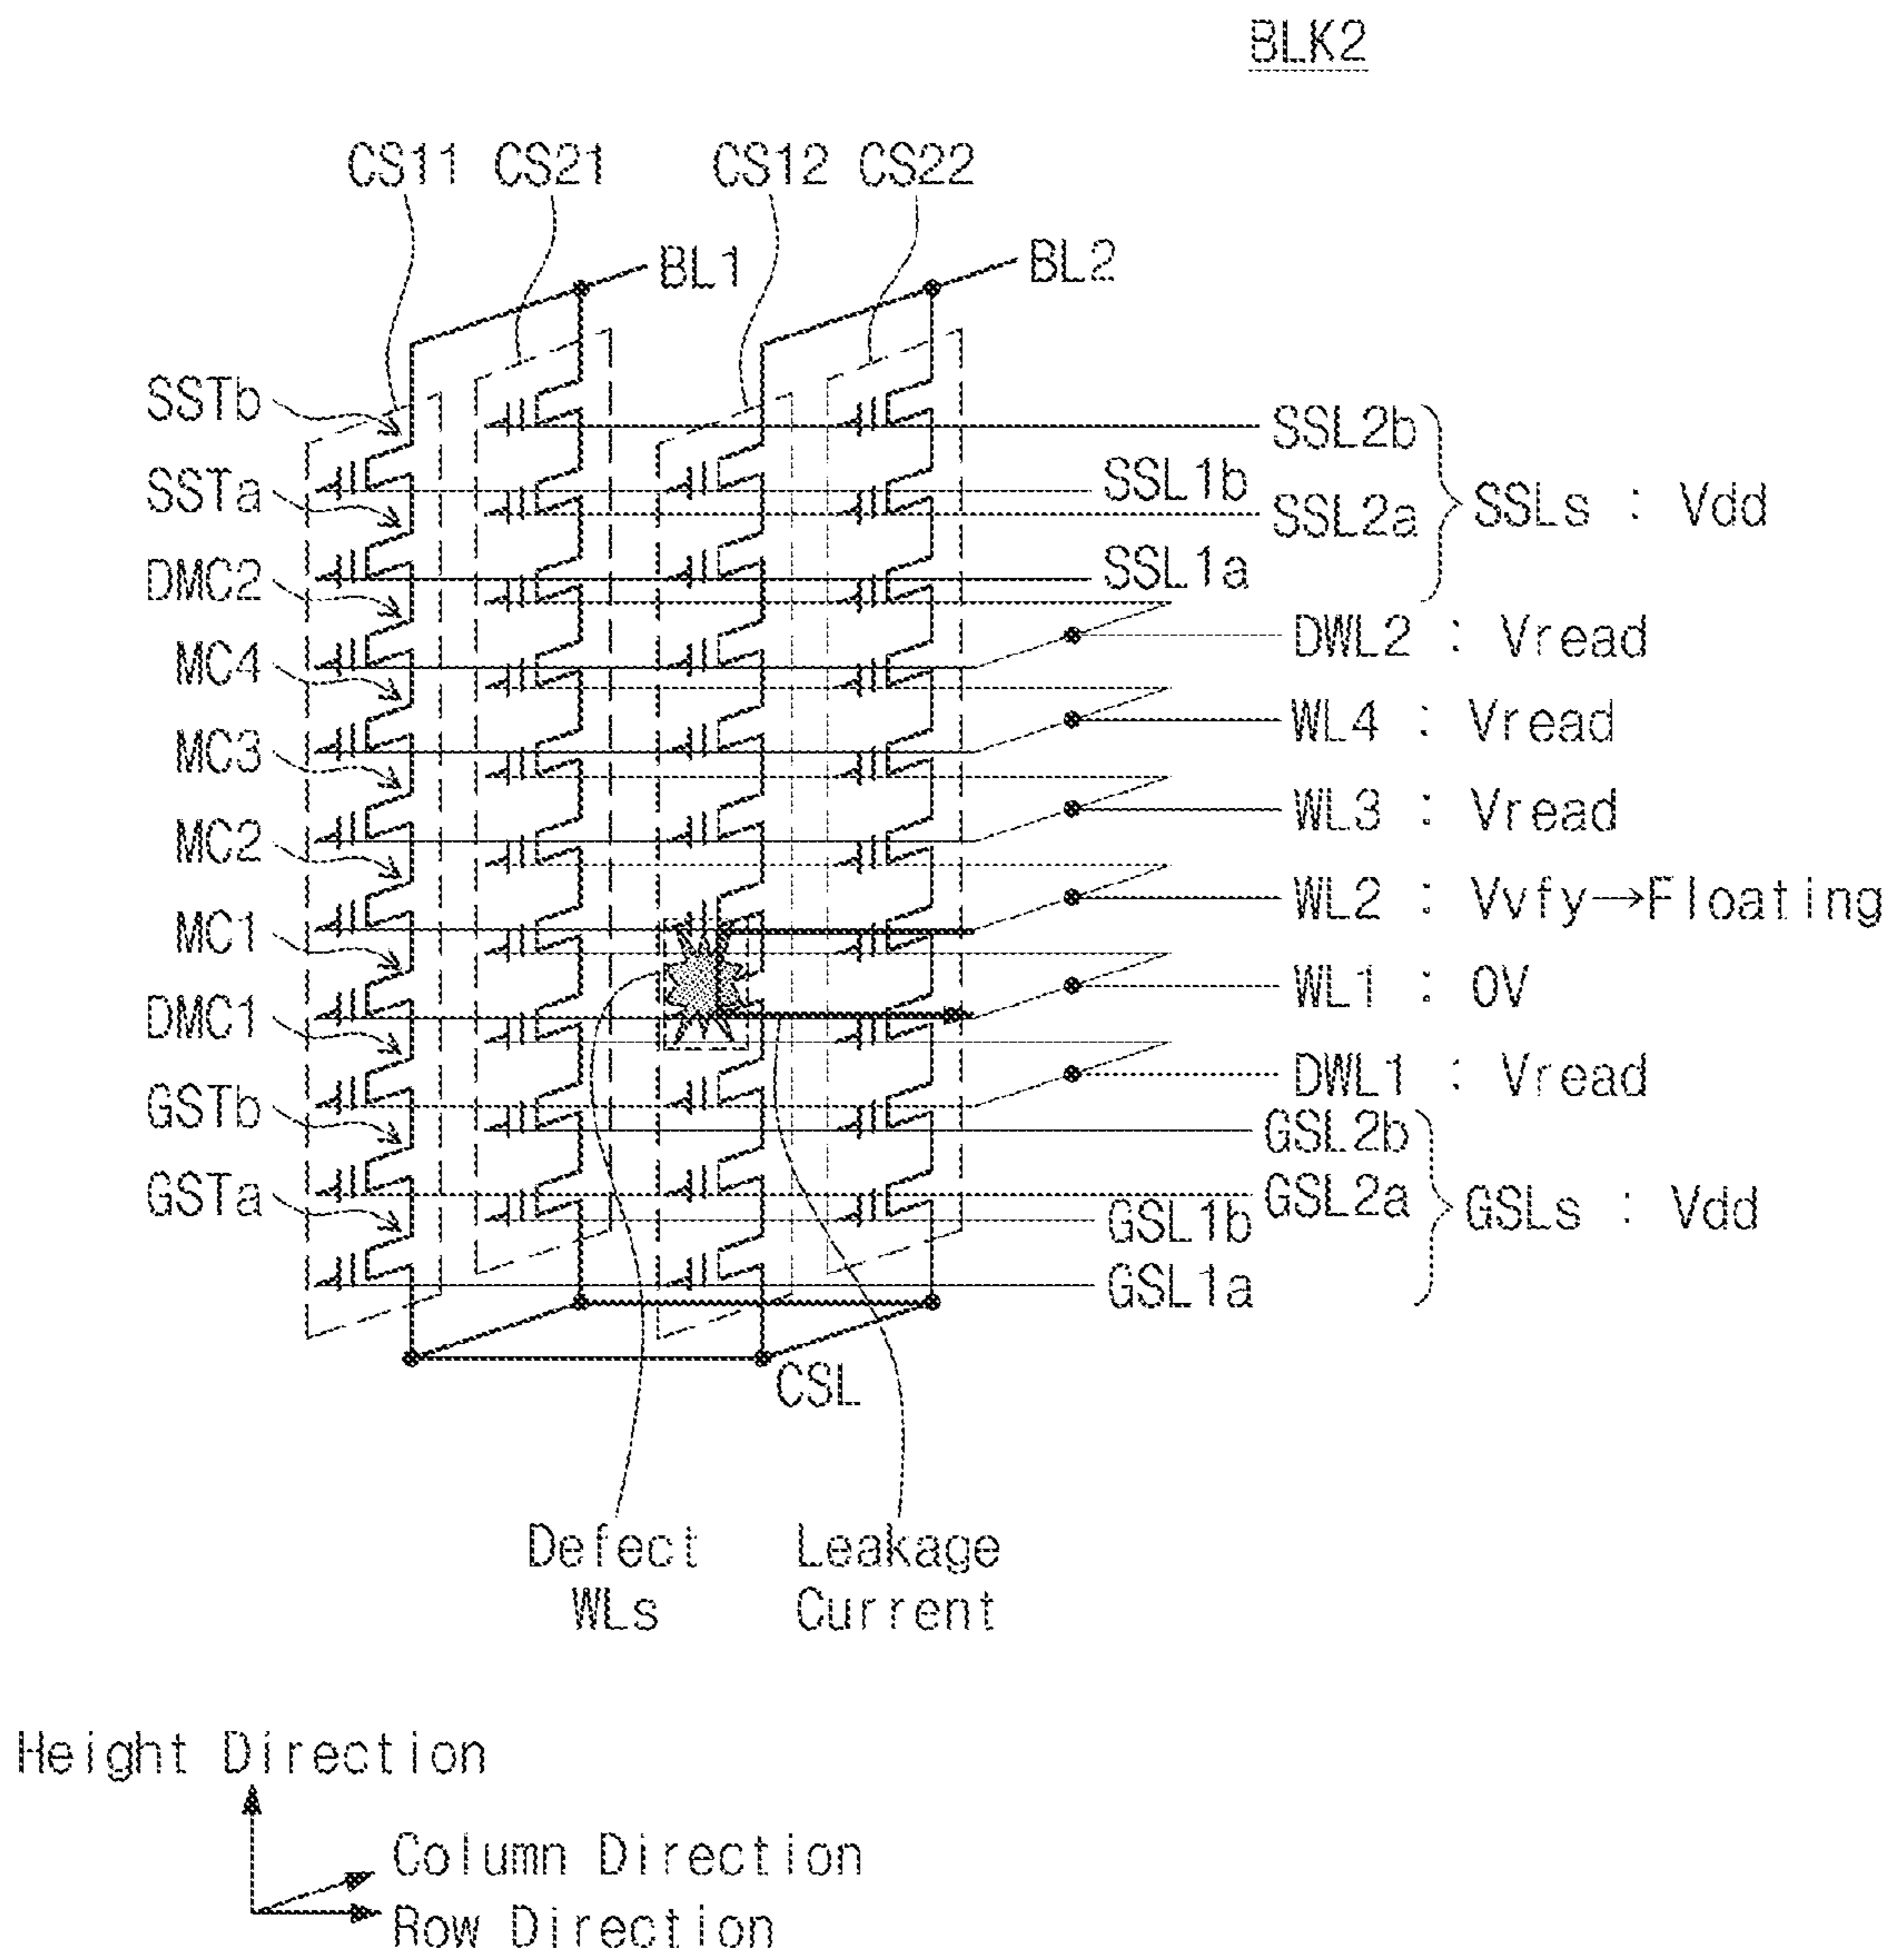 BLK2
CS11 CS21 CS12 CS22
BL1 BL2
SSTb
SSTa
DMC2
MC4
MC3
MC2
MC1
DMC1
GSTb
GSTa
SSL2b
SSL1b
SSL2a
SSL1a
SSLs : Vdd
DWL2 : Vread
WL4 : Vread
WL3 : Vread
WL2 : Vvfy→Floating
WL1 : 0V
DWL1 : Vread
GSL2b
GSL2a
GSL1b
GSL1a
GSLs : Vdd
CSL
Defect
WLs
Leakage
Current
Height Direction
Column Direction
Row Direction